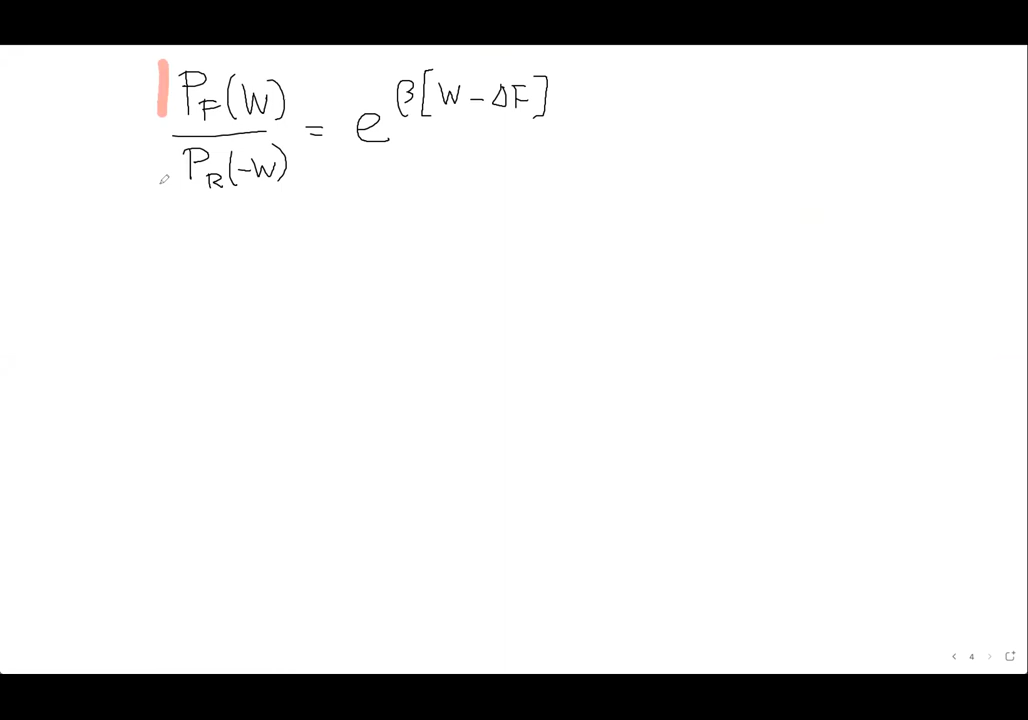 P_F(W) / P_R(-W) = e^{β[W - ΔF]}
4